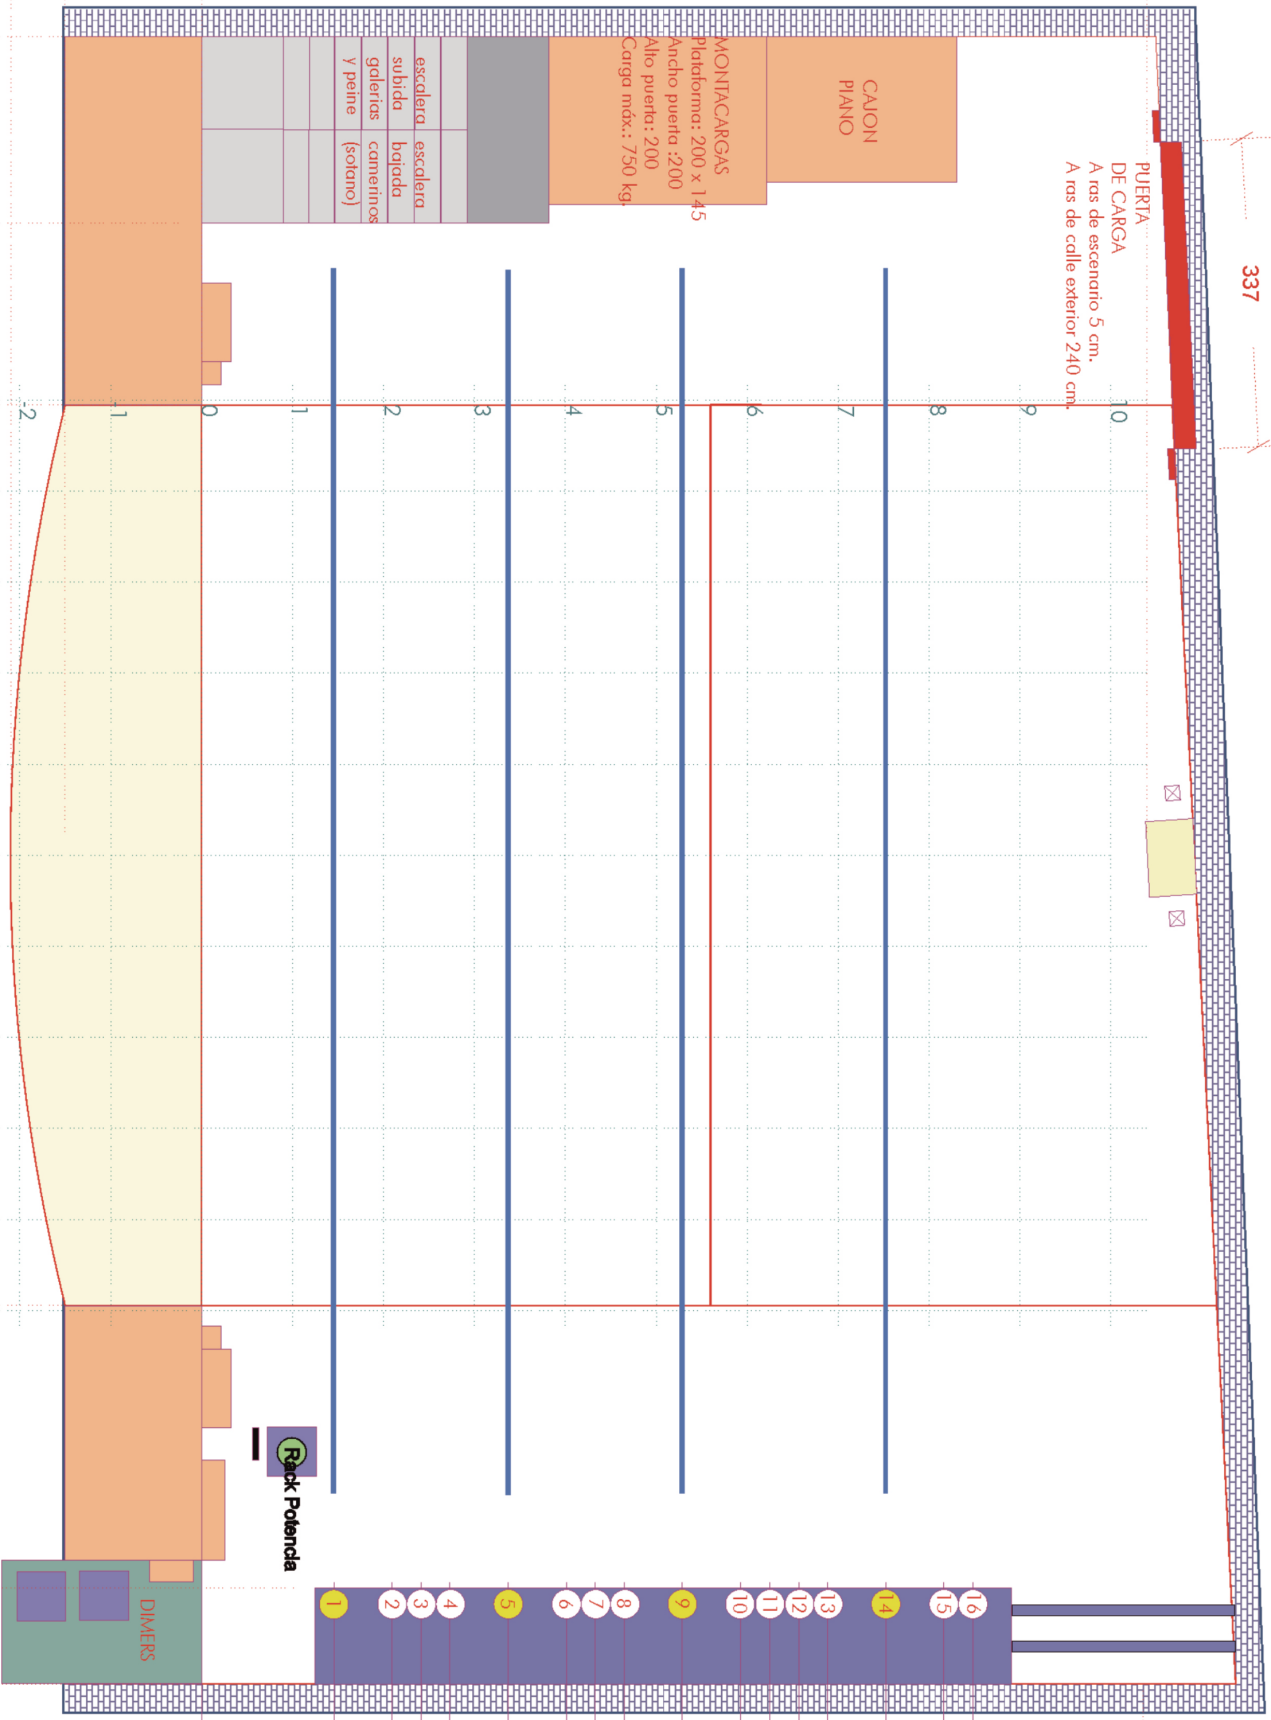 escalera
subida
galerias
y peine
escalera
bajada
camerinos
(sotano)
MONTACARGAS
Plataforma: 200 x 145
Ancho puerta :200
Alto puerta: 200
Carga máx.: 750 kg.
CAJON
PIANO
PUERTA
DE CARGA
A ras de escenario 5 cm.
A ras de calle exterior 240 cm.
337
-2
-1
0
1
2
3
4
5
6
7
8
9
10
Rack Potencia
DIMERS
1
2
3
4
5
6
7
8
9
10
11
12
13
14
15
16